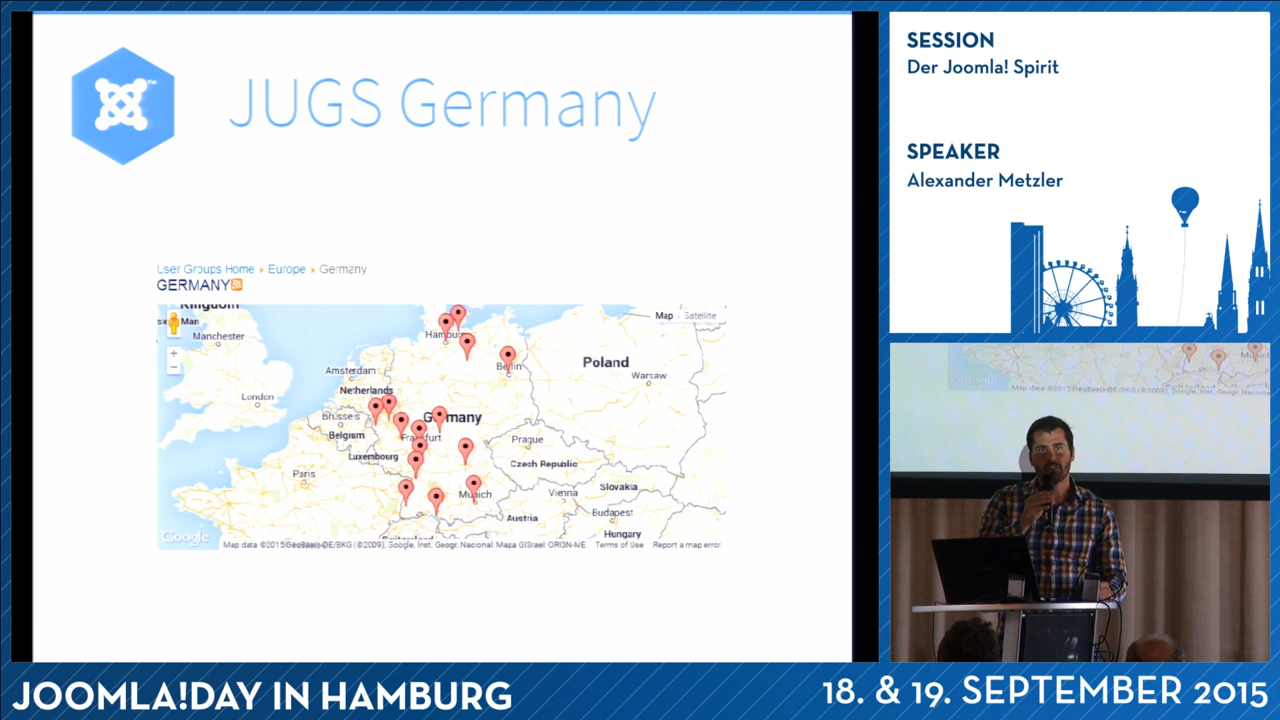 JUGS Germany
TM
User Groups Home ▸ Europe ▸ Germany
GERMANY
Kingdom
Man
Manchester
Map
Satellite
+
−
Hamburg
Berlin
Poland
Amsterdam
Warsaw
Netherlands
London
Brussels
Germany
Belgium
Frankfurt
Prague
Luxembourg
Czech Republic
Paris
Slovakia
Munich
Vienna
Budapest
Austria
Hungary
Google
Map data ©2015 GeoBasis-DE/BKG (©2009), Google, Inst. Geogr. Nacional, Mapa GISrael, ORION-ME
Terms of Use
Report a map error
SESSION
Der Joomla! Spirit
SPEAKER
Alexander Metzler
JOOMLA!DAY IN HAMBURG
18. & 19. SEPTEMBER 2015